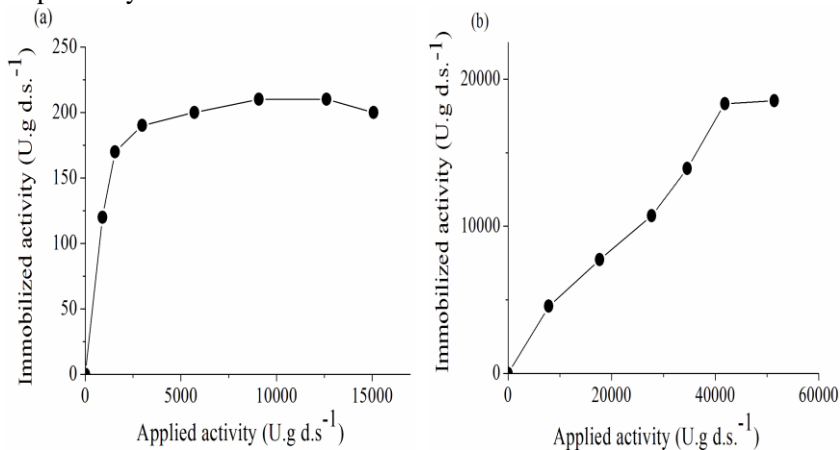 (a)
Immobilized activity (U.g d.s.⁻¹)
250
200
150
100
50
0
0 5000 10000 15000
Applied activity (U.g d.s⁻¹)
(b)
Immobilized activity (U.g d.s.⁻¹)
20000
10000
0
0 20000 40000 60000
Applied activity (U.g d.s.⁻¹)